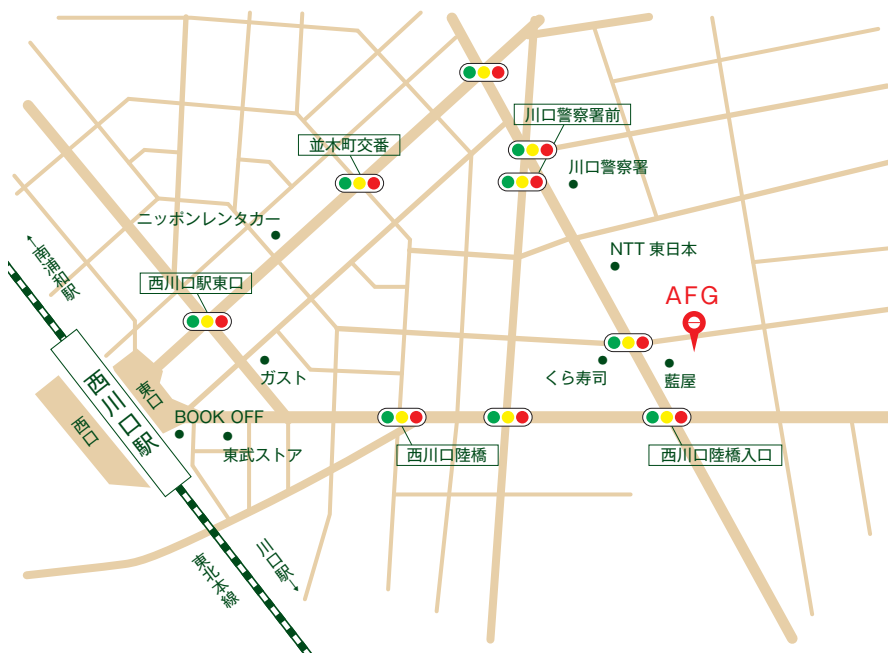 川口警察署前
並木町交番
川口警察署
ニッポンレンタカー
NTT 東日本
←南浦和駅
西川口駅東口
AFG
ガスト
くら寿司
藍屋
西川口駅
東口
西口
BOOK OFF
東武ストア
西川口陸橋
西川口陸橋入口
川口駅→
東北本線